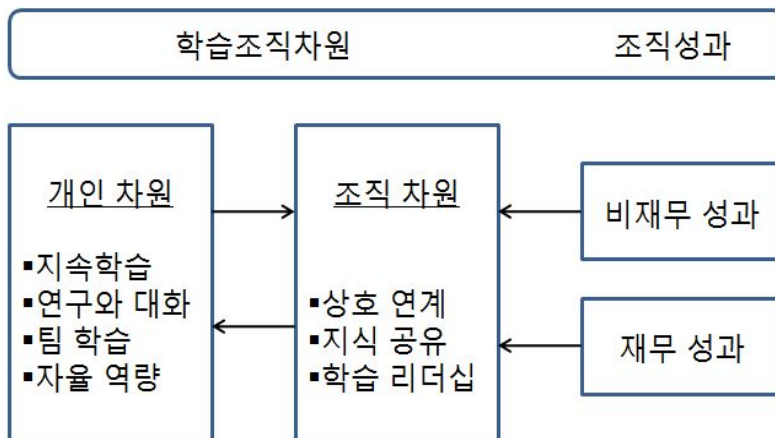 학습조직차원 조직성과
개인 차원
▪지속학습
▪연구와 대화
▪팀 학습
▪자율 역량
조직 차원
▪상호 연계
▪지식 공유
▪학습 리더십
비재무 성과
재무 성과